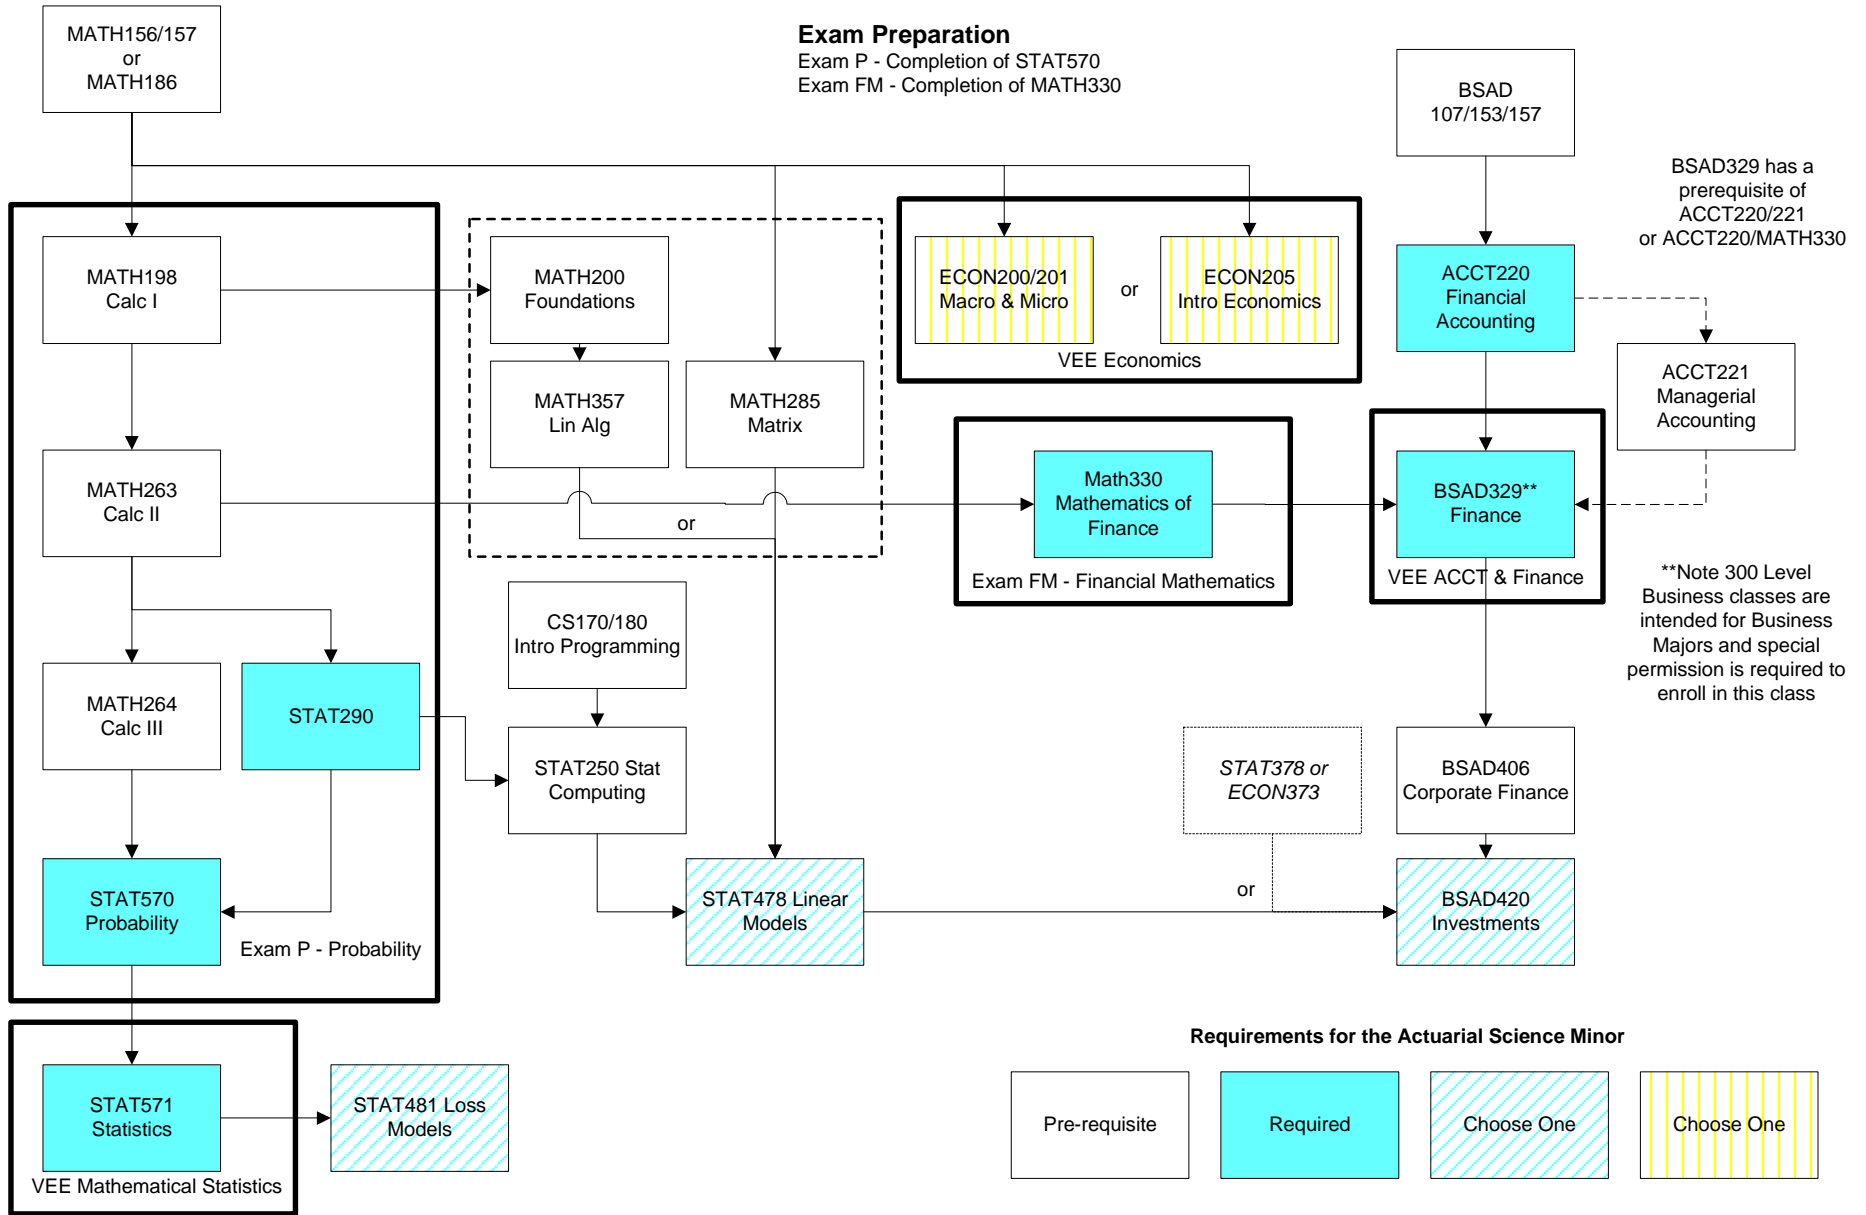 MATH156/157
or
MATH186
Exam Preparation
Exam P - Completion of STAT570
Exam FM - Completion of MATH330
BSAD
107/153/157
BSAD329 has a
prerequisite of
ACCT220/221
or ACCT220/MATH330
MATH198
Calc I
MATH200
Foundations
ECON200/201
Macro & Micro
or
ECON205
Intro Economics
VEE Economics
ACCT220
Financial
Accounting
ACCT221
Managerial
Accounting
MATH357
Lin Alg
MATH285
Matrix
or
MATH263
Calc II
Math330
Mathematics of
Finance
Exam FM - Financial Mathematics
BSAD329**
Finance
VEE ACCT & Finance
**Note 300 Level
Business classes are
intended for Business
Majors and special
permission is required to
enroll in this class
CS170/180
Intro Programming
MATH264
Calc III
STAT290
STAT250 Stat
Computing
STAT378 or
ECON373
BSAD406
Corporate Finance
STAT570
Probability
Exam P - Probability
STAT478 Linear
Models
or
BSAD420
Investments
STAT571
Statistics
VEE Mathematical Statistics
STAT481 Loss
Models
Requirements for the Actuarial Science Minor
Pre-requisite
Required
Choose One
Choose One